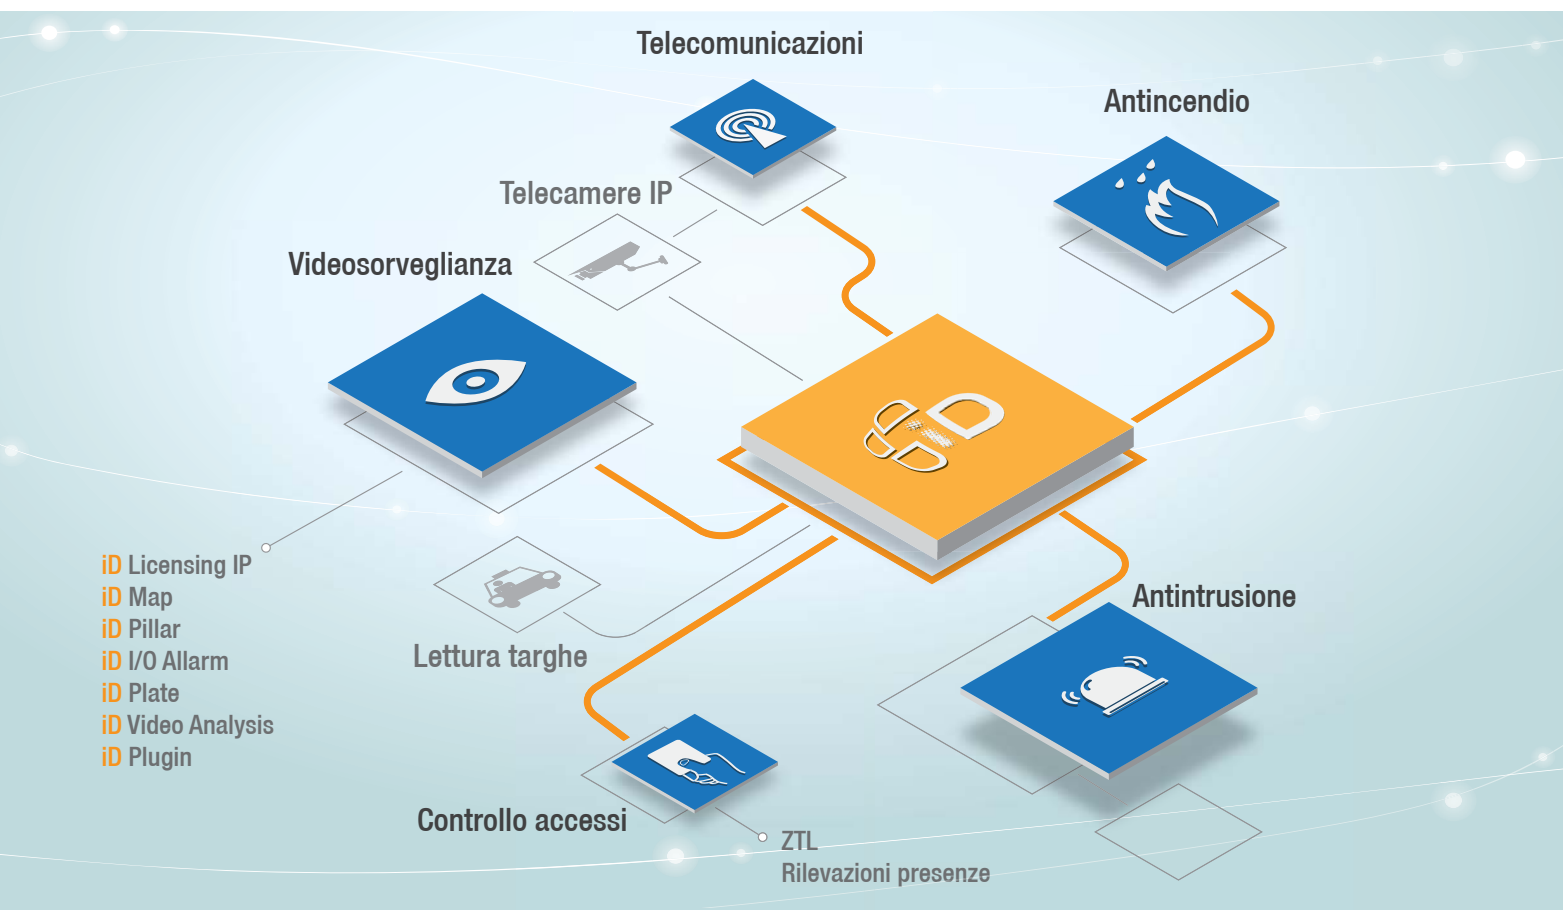 Telecomunicazioni
Antincendio
Telecamere IP
Videosorveglianza
iD Licensing IP
iD Map
iD Pillar
iD I/O Allarm
iD Plate
iD Video Analysis
iD Plugin
Lettura targhe
Antintrusione
Controllo accessi
ZTL
Rilevazioni presenze